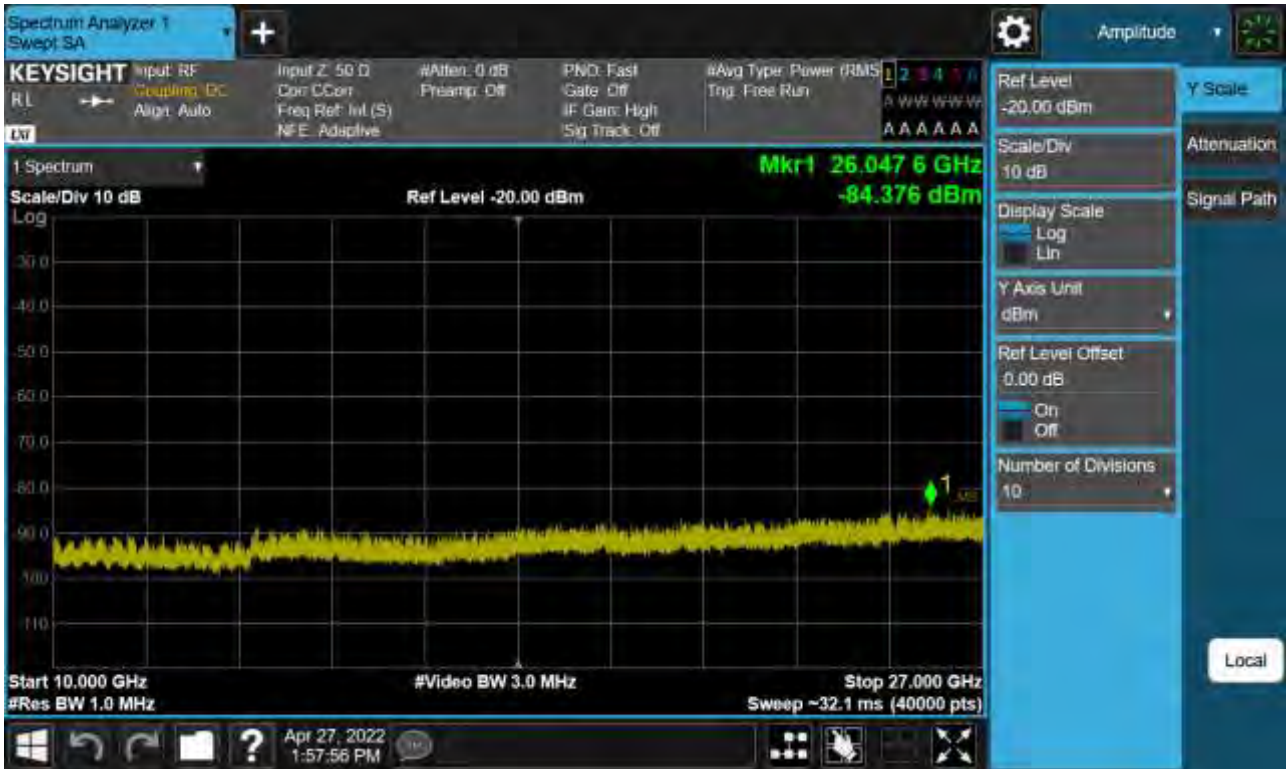 Spectrum Analyzer 1
Swept SA
+
Amplitude
KEYSIGHT
RL
LXI
Input: RF
Coupling: DC
Align: Auto
Input Z: 50 Ω
Corr CCorr
Freq Ref: Int (S)
NFE: Adaptive
#Atten: 0 dB
Preamp: Off
PNO: Fast
Gate: Off
IF Gain: High
Sig Track: Off
#Avg Type: Power (RMS
Trig: Free Run
1 2 3 4 5 6
A W W W W W
A A A A A A
1 Spectrum
Mkr1 26.047 6 GHz
Scale/Div 10 dB
Ref Level -20.00 dBm
-84.376 dBm
Log
-30.0
-40.0
-50.0
-60.0
-70.0
-80.0
1
-90.0
-100
-110
Start 10.000 GHz
#Video BW 3.0 MHz
Stop 27.000 GHz
#Res BW 1.0 MHz
Sweep ~32.1 ms (40000 pts)
Ref Level
-20.00 dBm
Scale/Div
10 dB
Display Scale
Log
Lin
Y Axis Unit
dBm
Ref Level Offset
0.00 dB
On
Off
Number of Divisions
10
Y Scale
Attenuation
Signal Path
Local
?
Apr 27, 2022
1:57:56 PM